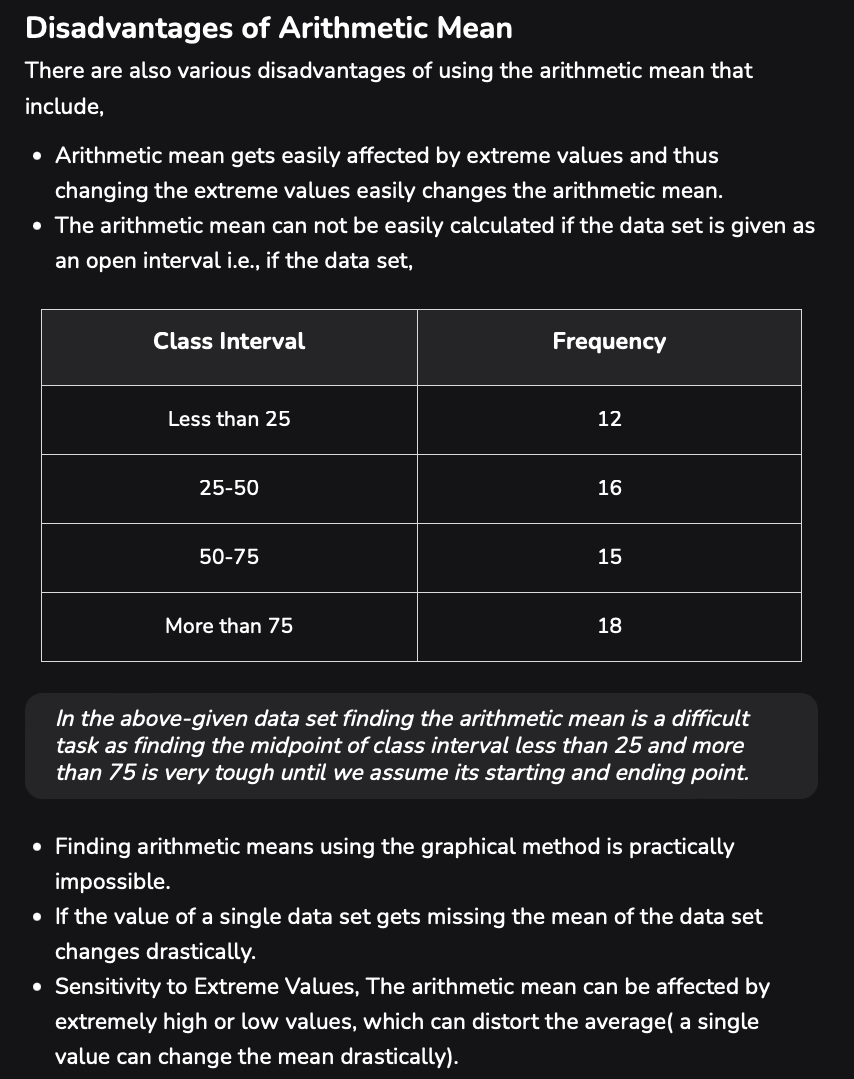 Disadvantages of Arithmetic Mean
There are also various disadvantages of using the arithmetic mean that
include,
• Arithmetic mean gets easily affected by extreme values and thus
changing the extreme values easily changes the arithmetic mean.
• The arithmetic mean can not be easily calculated if the data set is given as
an open interval i.e., if the data set,
Class Interval Frequency
Less than 25 12
25-50 16
50-75 15
More than 75 18
In the above-given data set finding the arithmetic mean is a difficult
task as finding the midpoint of class interval less than 25 and more
than 75 is very tough until we assume its starting and ending point.
• Finding arithmetic means using the graphical method is practically
impossible.
• If the value of a single data set gets missing the mean of the data set
changes drastically.
• Sensitivity to Extreme Values, The arithmetic mean can be affected by
extremely high or low values, which can distort the average( a single
value can change the mean drastically).